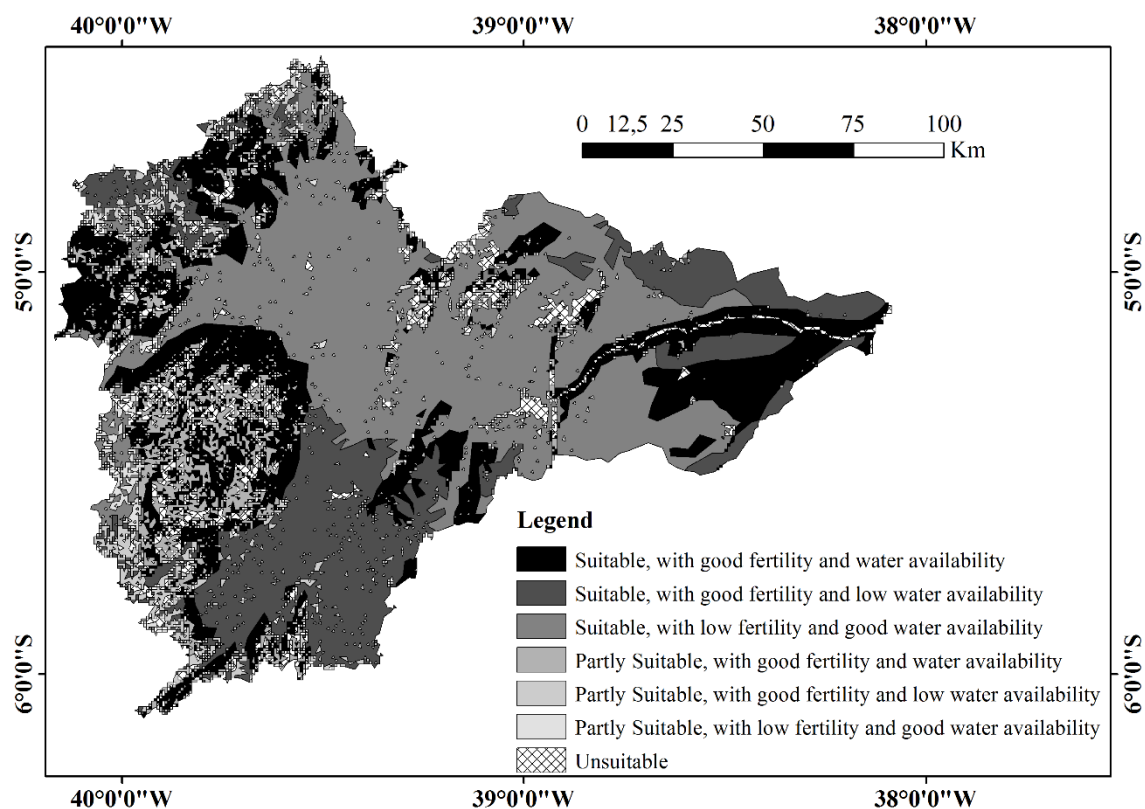 40°0'0"W 39°0'0"W 38°0'0"W
0 12,5 25 50 75 100
Km
5°0'0"S 5°0'0"S
Legend
Suitable, with good fertility and water availability
Suitable, with good fertility and low water availability
Suitable, with low fertility and good water availability
Partly Suitable, with good fertility and water availability
Partly Suitable, with good fertility and low water availability
Partly Suitable, with low fertility and good water availability
Unsuitable
6°0'0"S 6°0'0"S
40°0'0"W 39°0'0"W 38°0'0"W